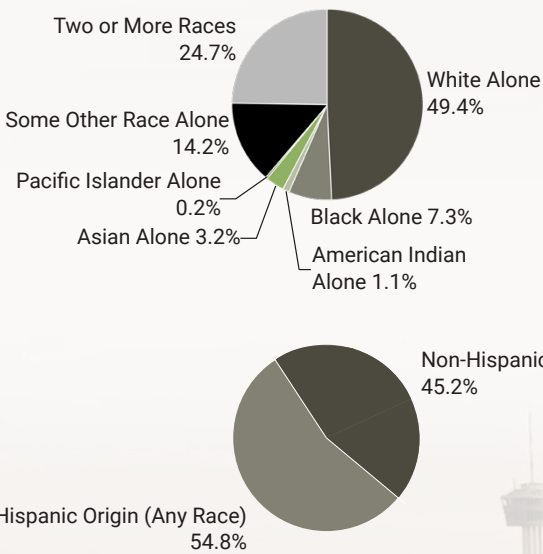 Two or More Races
24.7%
White Alone
49.4%
Some Other Race Alone
14.2%
Pacific Islander Alone
0.2%
Asian Alone 3.2%
Black Alone 7.3%
American Indian
Alone 1.1%
Non-Hispanic
45.2%
Hispanic Origin (Any Race)
54.8%